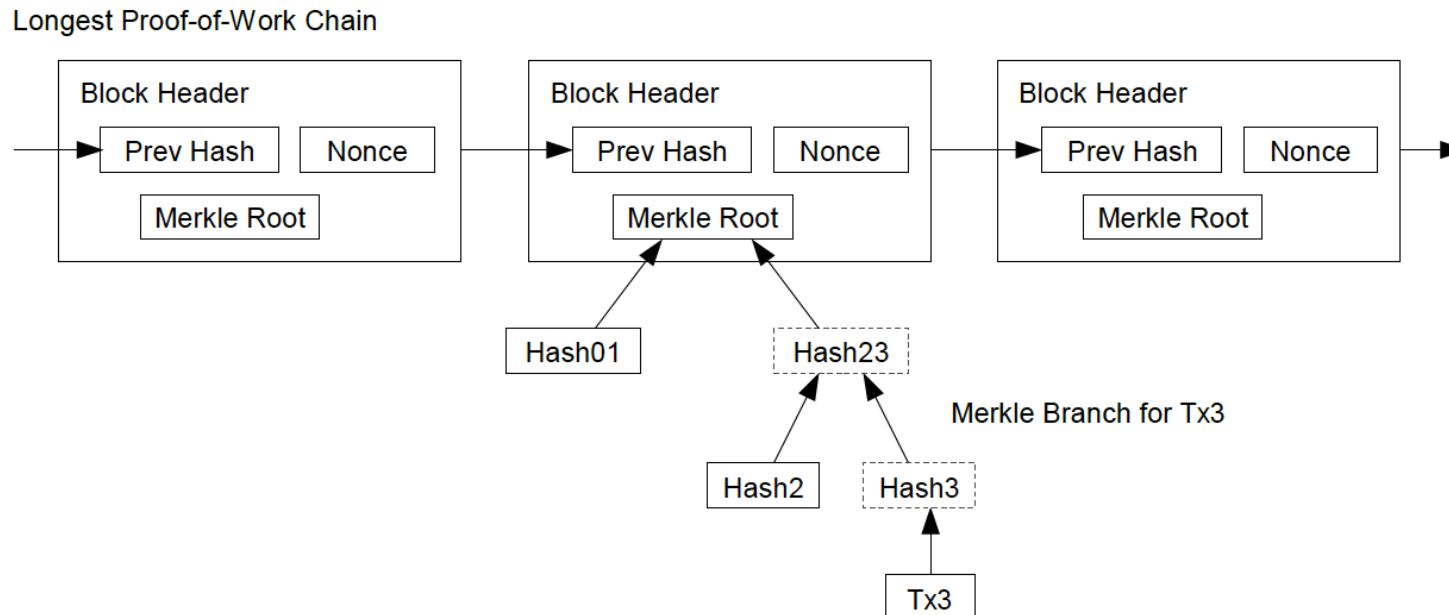 Longest Proof-of-Work Chain
Block Header
Prev Hash
Nonce
Merkle Root
Block Header
Prev Hash
Nonce
Merkle Root
Block Header
Prev Hash
Nonce
Merkle Root
Hash01
Hash23
Merkle Branch for Tx3
Hash2
Hash3
Tx3